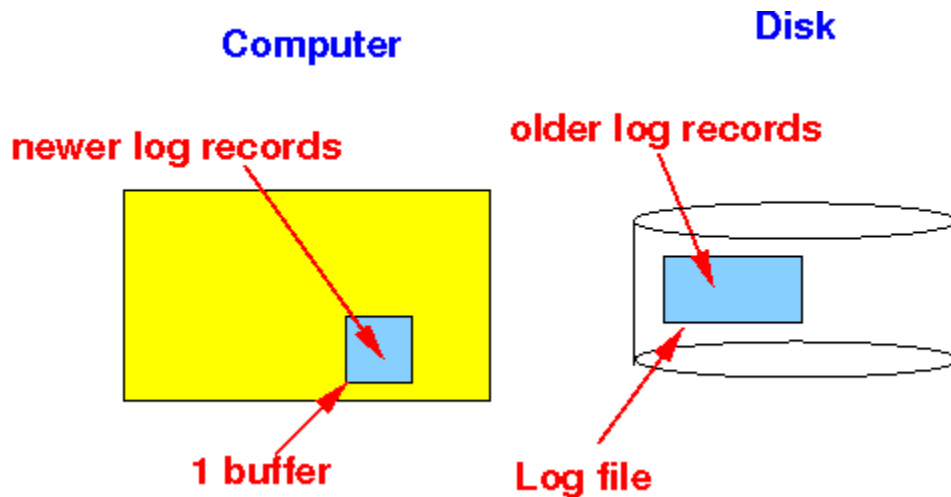 Computer
Disk
newer log records
older log records
1 buffer
Log file